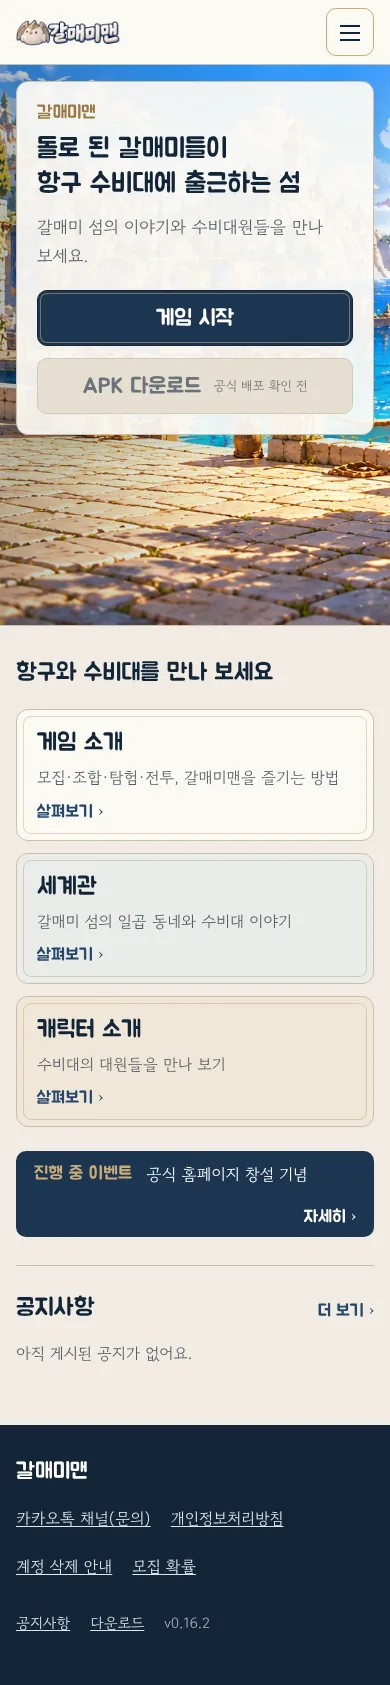 갈매미맨
갈매미맨
돌로 된 갈매미들이
항구 수비대에 출근하는 섬
갈매미 섬의 이야기와 수비대원들을 만나
보세요.
게임 시작
APK 다운로드 공식 배포 확인 전
항구와 수비대를 만나 보세요
게임 소개
모집·조합·탐험·전투, 갈매미맨을 즐기는 방법
살펴보기 ›
세계관
갈매미 섬의 일곱 동네와 수비대 이야기
살펴보기 ›
캐릭터 소개
수비대의 대원들을 만나 보기
살펴보기 ›
진행 중 이벤트 공식 홈페이지 창설 기념
자세히 ›
공지사항 더 보기 ›
아직 게시된 공지가 없어요.
갈매미맨
카카오톡 채널(문의) 개인정보처리방침
계정 삭제 안내 모집 확률
공지사항 다운로드 v0.16.2